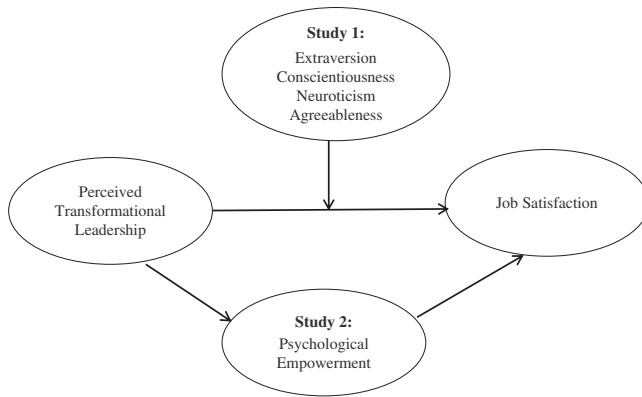 Study 1:
Extraversion
Conscientiousness
Neuroticism
Agreeableness
Perceived
Transformational
Leadership
Job Satisfaction
Study 2:
Psychological
Empowerment